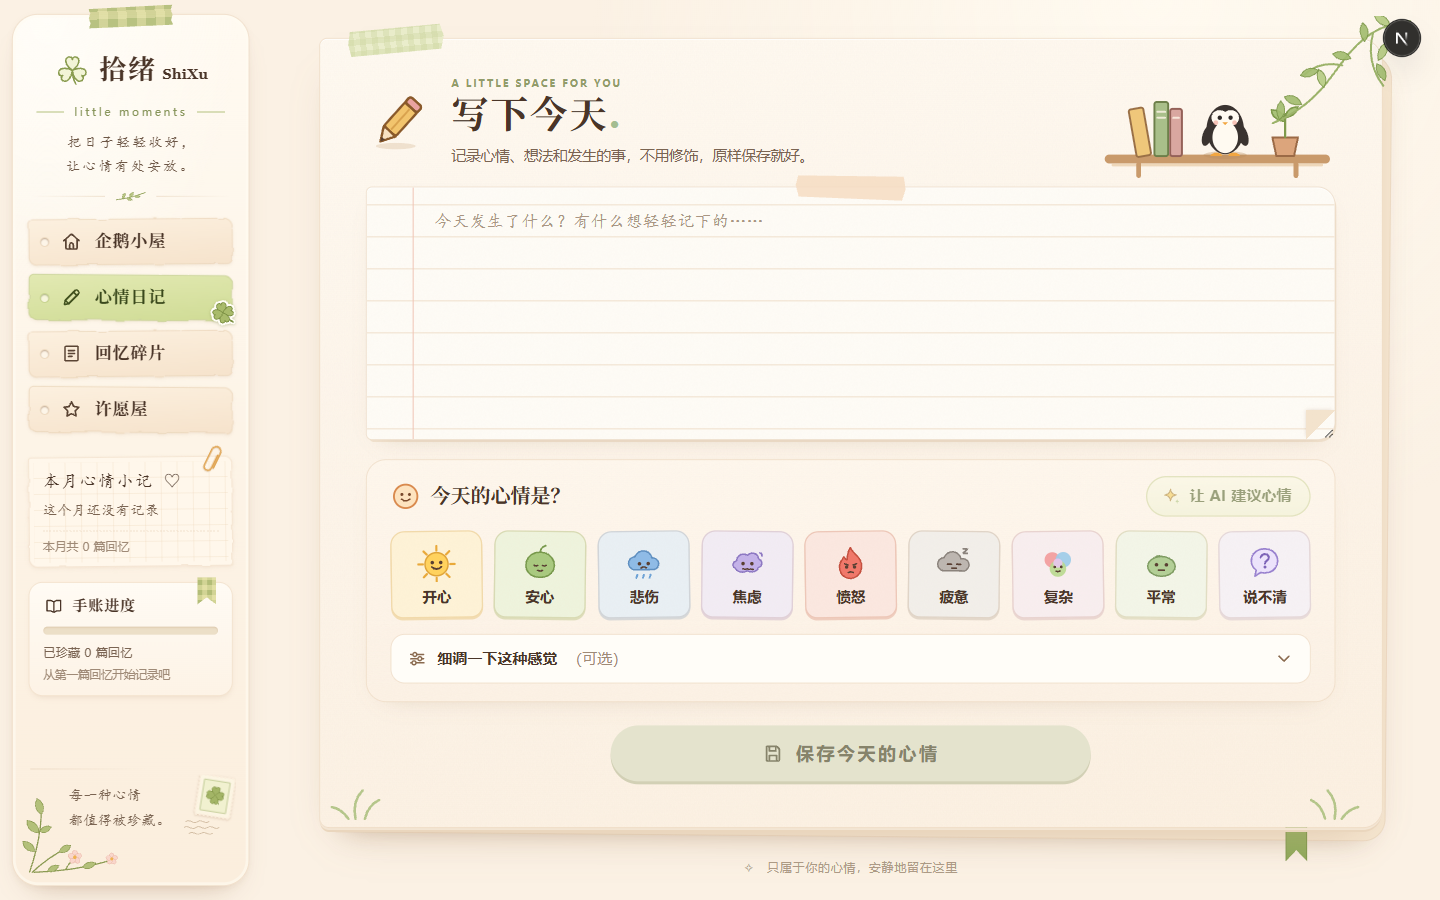 拾绪 ShiXu
little moments
把日子轻轻收好，
让心情有处安放。
企鹅小屋
心情日记
回忆碎片
许愿屋
本月心情小记 ♡
这个月还没有记录
本月共 0 篇回忆
手账进度
已珍藏 0 篇回忆
从第一篇回忆开始记录吧
每一种心情
都值得被珍藏。
A LITTLE SPACE FOR YOU
写下今天.
记录心情、想法和发生的事，不用修饰，原样保存就好。
N
今天发生了什么？有什么想轻轻记下的……
今天的心情是？
让 AI 建议心情
开心
安心
悲伤
焦虑
愤怒
z
疲惫
复杂
平常
?
说不清
细调一下这种感觉 (可选)
保存今天的心情
只属于你的心情，安静地留在这里